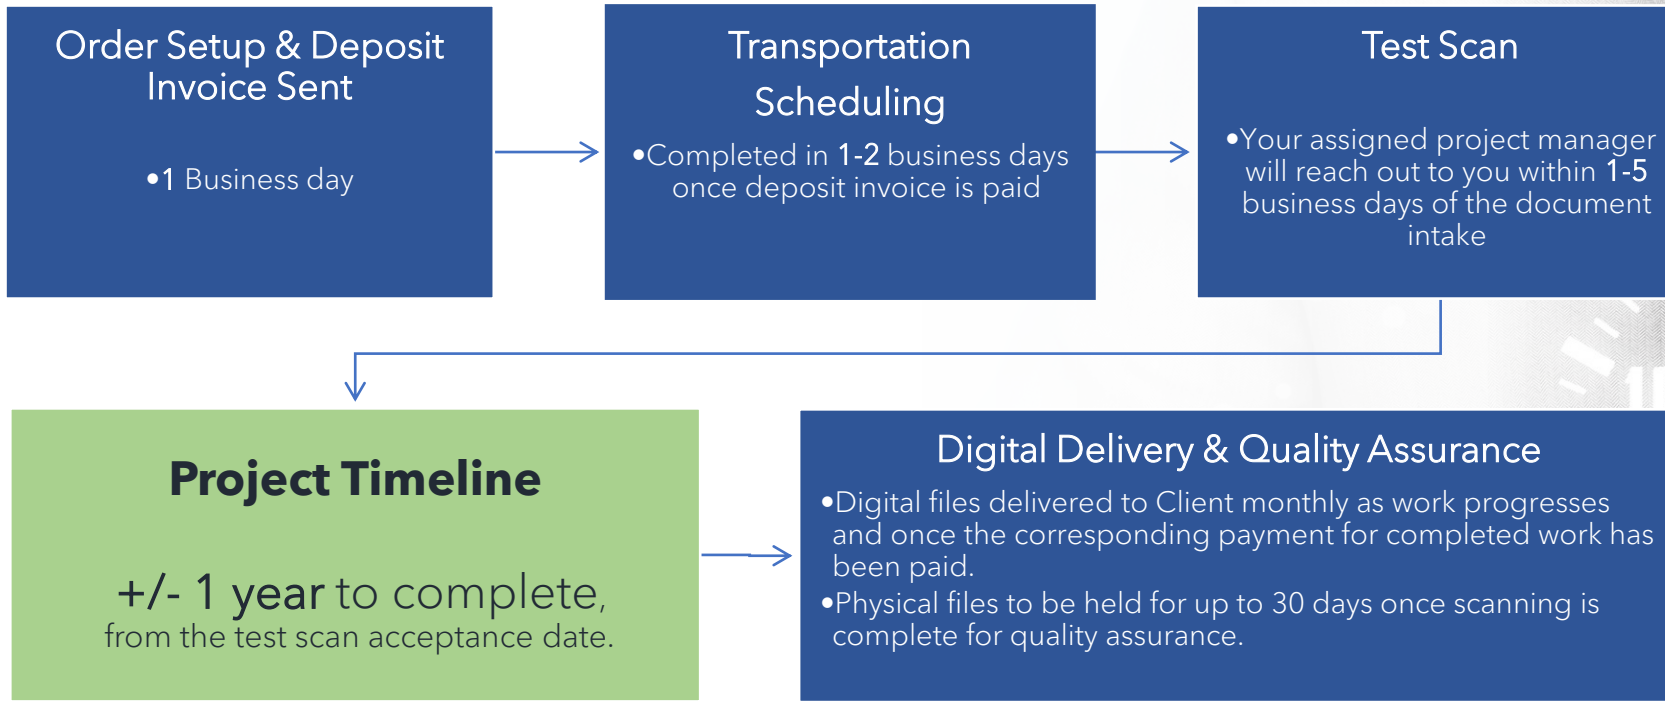 Order Setup & Deposit
Invoice Sent
•1 Business day
Transportation
Scheduling
•Completed in 1-2 business days
once deposit invoice is paid
Test Scan
•Your assigned project manager
will reach out to you within 1-5
business days of the document
intake
Project Timeline
+/- 1 year to complete,
from the test scan acceptance date.
Digital Delivery & Quality Assurance
•Digital files delivered to Client monthly as work progresses
and once the corresponding payment for completed work has
been paid.
•Physical files to be held for up to 30 days once scanning is
complete for quality assurance.